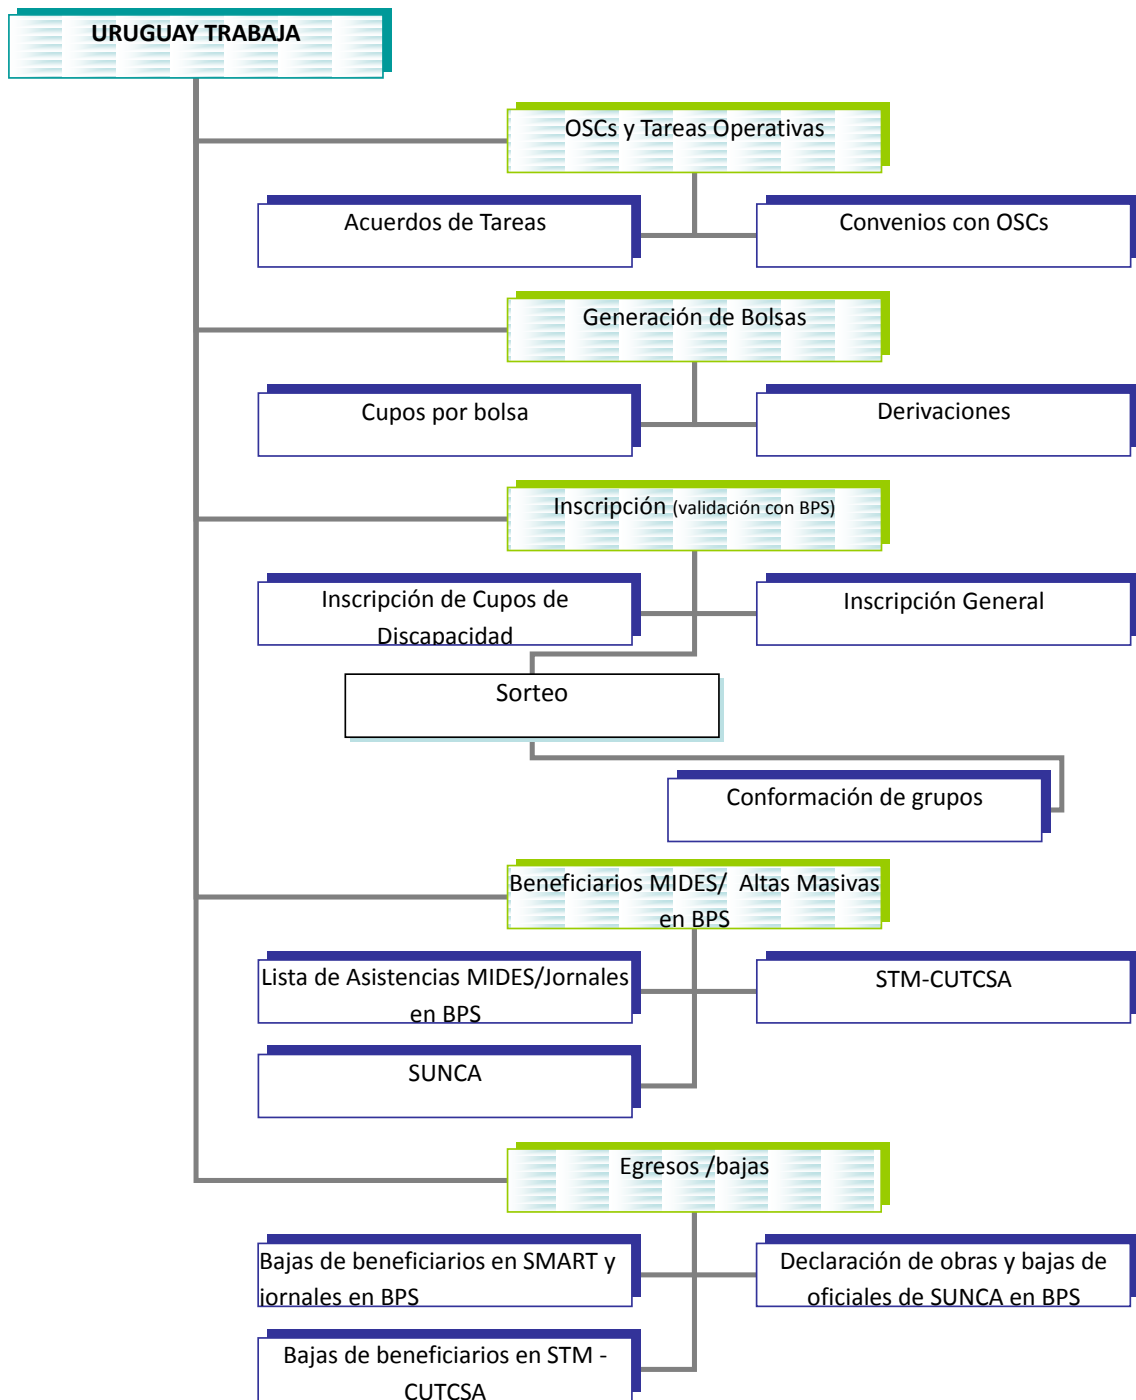 URUGUAY TRABAJA
OSCs y Tareas Operativas
Acuerdos de Tareas
Convenios con OSCs
Generación de Bolsas
Cupos por bolsa
Derivaciones
Inscripción (validación con BPS)
Inscripción de Cupos de
Discapacidad
Inscripción General
Sorteo
Conformación de grupos
Beneficiarios MIDES/ Altas Masivas
en BPS
Lista de Asistencias MIDES/Jornales
en BPS
STM-CUTCSA
SUNCA
Egresos /bajas
Bajas de beneficiarios en SMART y
jornales en BPS
Declaración de obras y bajas de
oficiales de SUNCA en BPS
Bajas de beneficiarios en STM -
CUTCSA